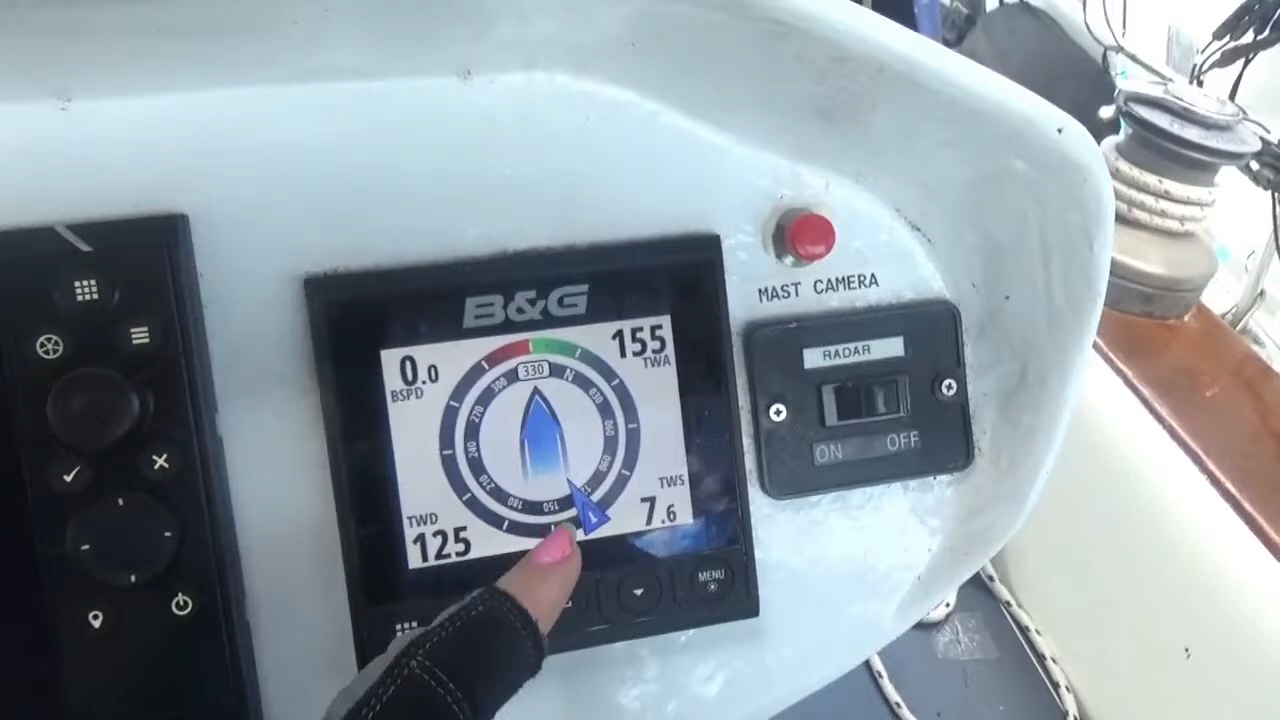 B&G
0.0
BSPD
155
TWA
330
N
030
060
090
150
180
210
240
270
300
TWD
125
TWS
7.6
MENU
MAST CAMERA
RADAR
ON OFF